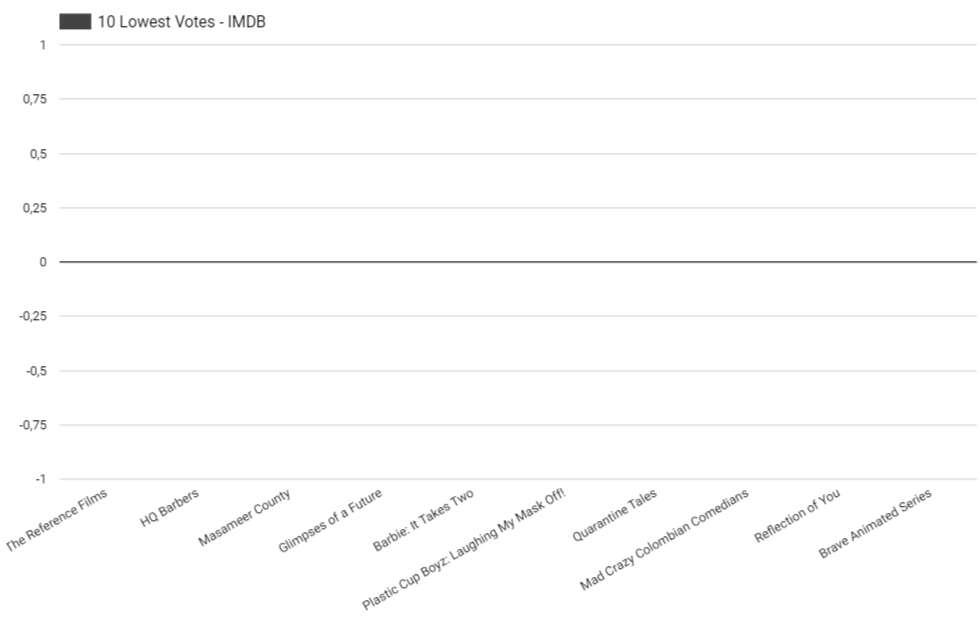 10 Lowest Votes - IMDB
1
0,75
0,5
0,25
0
-0,25
-0,5
-0,75
-1
The Reference Films
HQ Barbers
Masameer County
Glimpses of a Future
Barbie: It Takes Two
Plastic Cup Boyz: Laughing My Mask Off!
Quarantine Tales
Mad Crazy Colombian Comedians
Reflection of You
Brave Animated Series